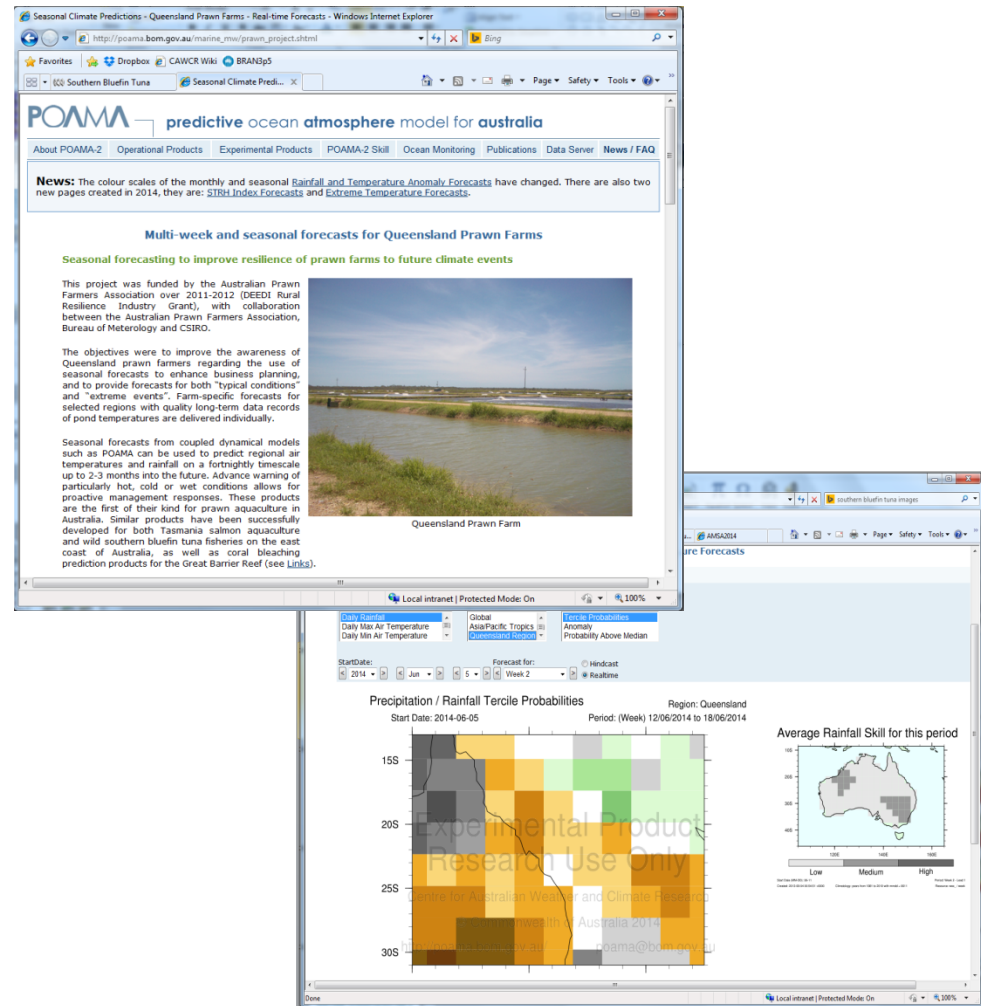 Seasonal Climate Predictions - Queensland Prawn Farms - Real-time Forecasts - Windows Internet Explorer
http://poama.bom.gov.au/marine_mw/prawn_project.shtml
Bing
Favorites Dropbox CAWCR Wiki BRAN3p5
Southern Bluefin Tuna Seasonal Climate Predi... X Page Safety Tools
POAMA predictive ocean atmosphere model for australia
About POAMA-2 Operational Products Experimental Products POAMA-2 Skill Ocean Monitoring Publications Data Server News / FAQ
News: The colour scales of the monthly and seasonal Rainfall and Temperature Anomaly Forecasts have changed. There are also two
new pages created in 2014, they are: STRH Index Forecasts and Extreme Temperature Forecasts.
Multi-week and seasonal forecasts for Queensland Prawn Farms
Seasonal forecasting to improve resilience of prawn farms to future climate events
This project was funded by the Australian Prawn
Farmers Association over 2011-2012 (DEEDI Rural
Resilience Industry Grant), with collaboration
between the Australian Prawn Farmers Association,
Bureau of Meterology and CSIRO.
The objectives were to improve the awareness of
Queensland prawn farmers regarding the use of
seasonal forecasts to enhance business planning,
and to provide forecasts for both "typical conditions"
and "extreme events". Farm-specific forecasts for
selected regions with quality long-term data records
of pond temperatures are delivered individually.
Seasonal forecasts from coupled dynamical models
such as POAMA can be used to predict regional air
temperatures and rainfall on a fortnightly timescale
up to 2-3 months into the future. Advance warning of
particularly hot, cold or wet conditions allows for
proactive management responses. These products
are the first of their kind for prawn aquaculture in
Australia. Similar products have been successfully
developed for both Tasmania salmon aquaculture
and wild southern bluefin tuna fisheries on the east
coast of Australia, as well as coral bleaching
prediction products for the Great Barrier Reef (see Links).
Queensland Prawn Farm
Local intranet | Protected Mode: On 100%
southern bluefin tuna images
AMSA2014 Page Safety Tools
ure Forecasts
Daily Rainfall Global Tercile Probabilities
Daily Max Air Temperature Asia/Pacific Tropics Anomaly
Daily Min Air Temperature Queensland Region Probability Above Median
StartDate: Forecast for: Hindcast
2014 Jun 5 Week 2 Realtime
Precipitation / Rainfall Tercile Probabilities Region: Queensland
Start Date: 2014-06-05 Period: (Week) 12/06/2014 to 18/06/2014
15S
20S
25S
30S
Experimental Product
Research Use Only
Centre for Australian Weather and Climate Research
Commonwealth of Australia 2014
http://poama.bom.gov.au/ poama@bom.gov.au
Average Rainfall Skill for this period
10S
20S
30S
40S
120E 140E 160E
Low Medium High
Done Local intranet | Protected Mode: On 100%